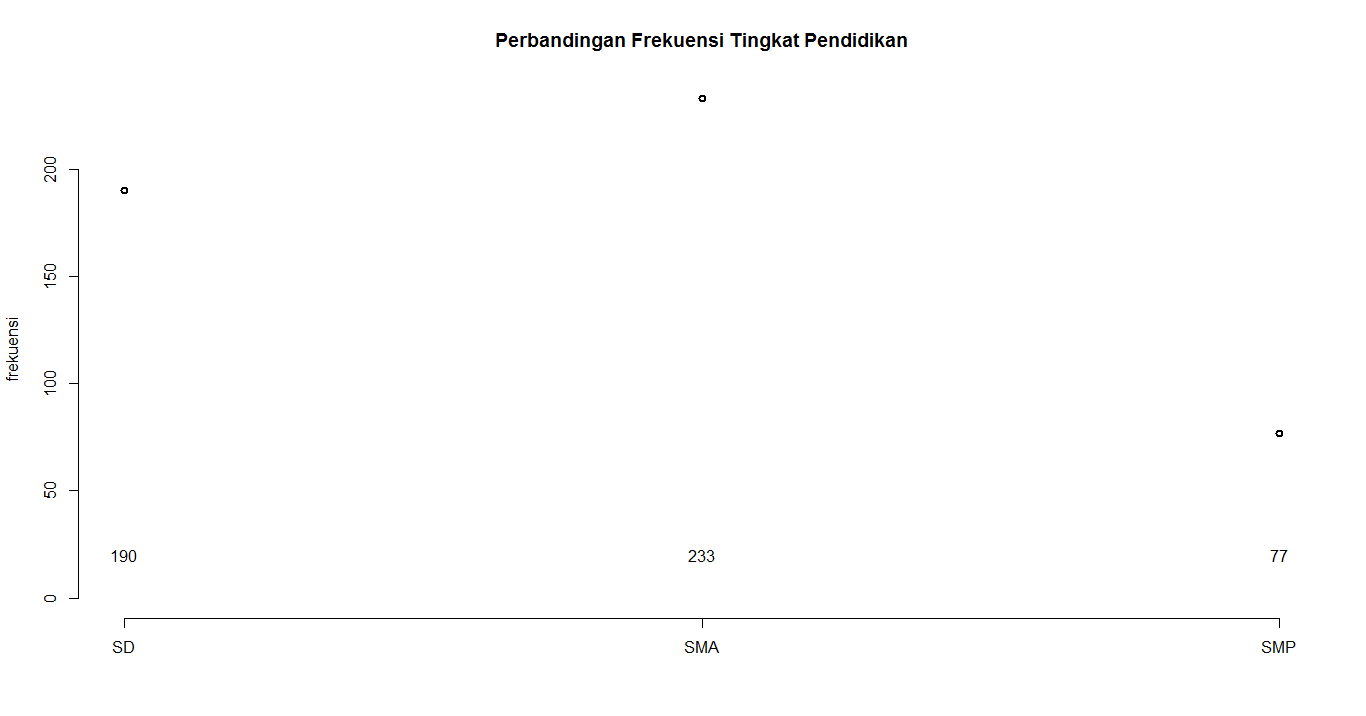 Perbandingan Frekuensi Tingkat Pendidikan
frekuensi
200
150
100
50
0
190 233 77
SD SMA SMP